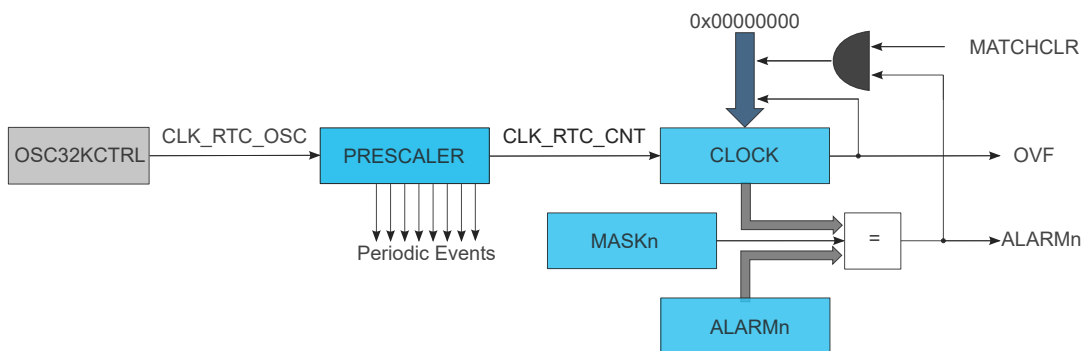 0x00000000
MATCHCLR
OSC32KCTRL
CLK_RTC_OSC
PRESCALER
CLK_RTC_CNT
CLOCK
OVF
Periodic Events
MASKn
=
ALARMn
ALARMn